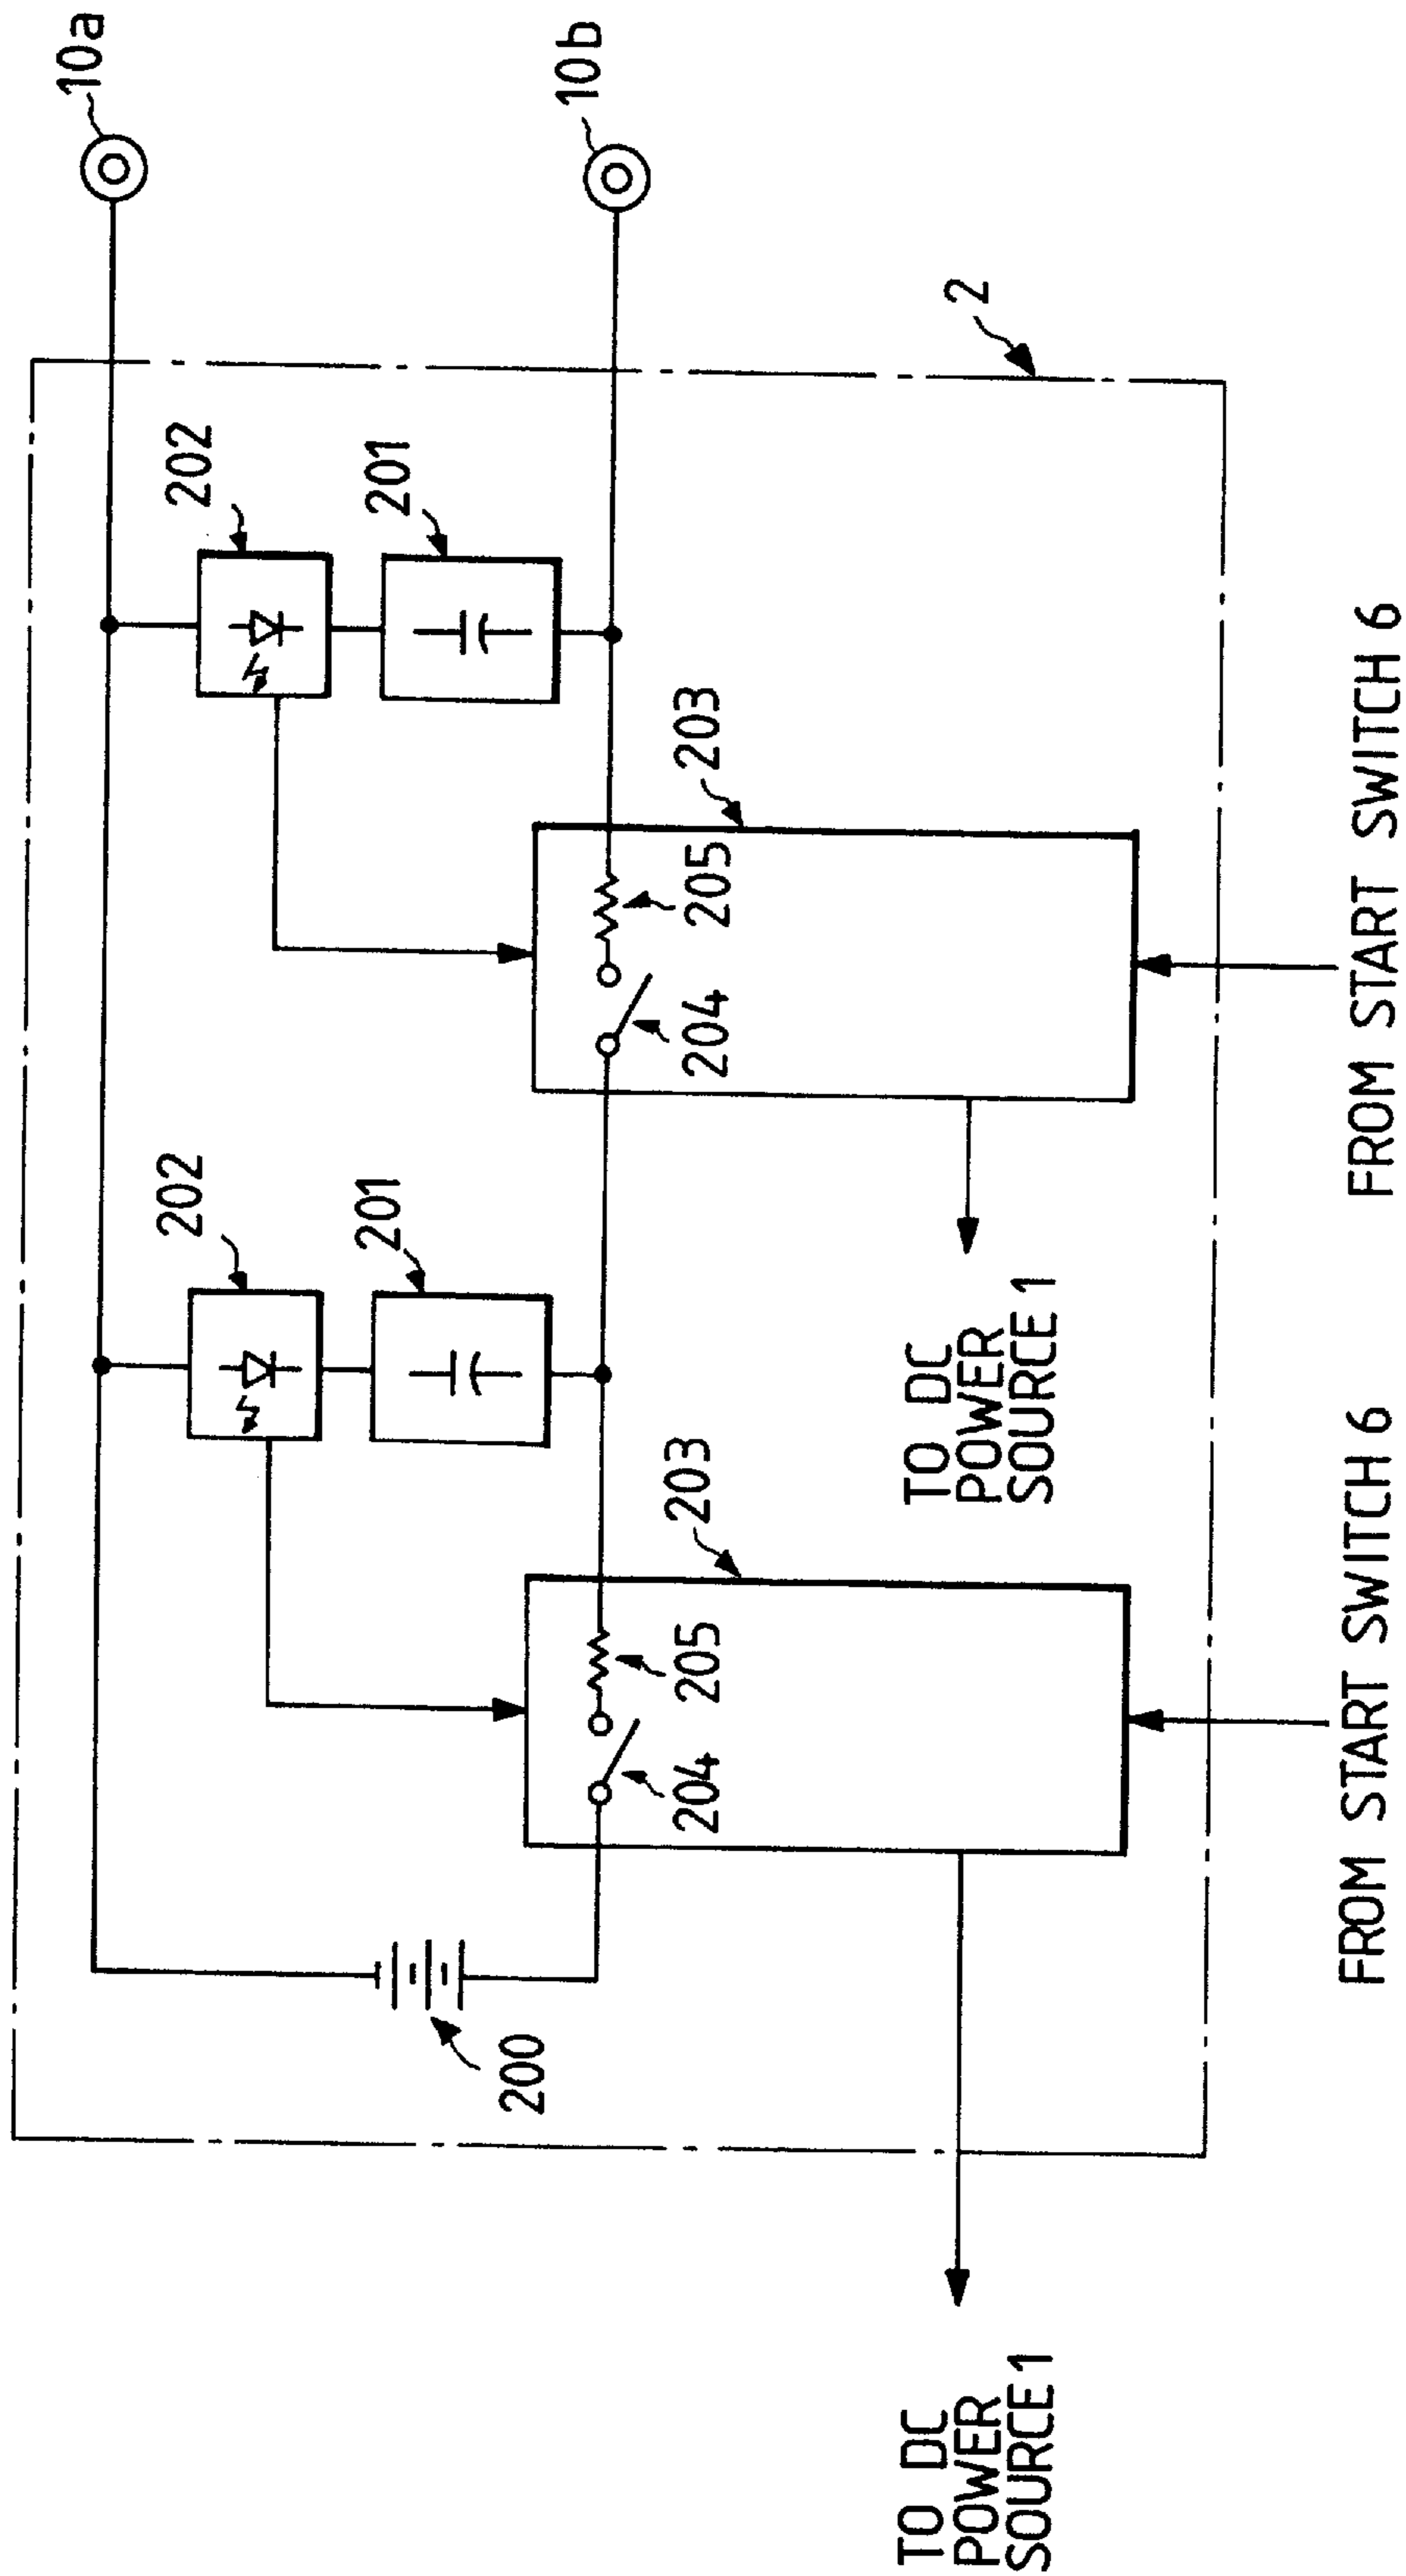 10a
10b
2
202
201
203
205
204
202
201
203
205
204
200
TO DC
POWER
SOURCE 1
TO DC
POWER
SOURCE 1
FROM START SWITCH 6
FROM START SWITCH 6